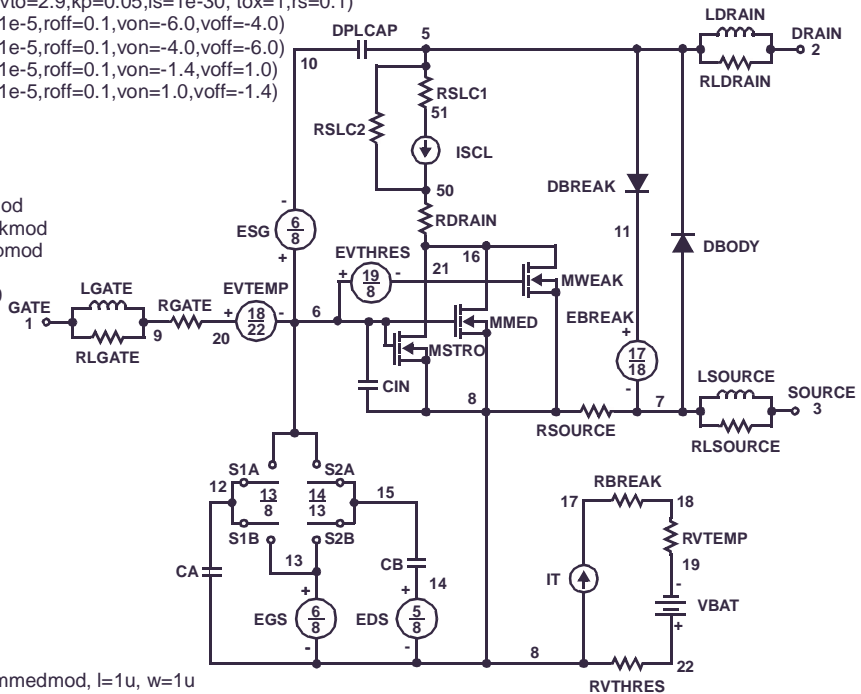 vto=2.9,kp=0.05,is=1e-30, tox=1,rs=0.1)
1e-5,roff=0.1,von=-6.0,voff=-4.0)
1e-5,roff=0.1,von=-4.0,voff=-6.0)
1e-5,roff=0.1,von=-1.4,voff=1.0)
1e-5,roff=0.1,von=1.0,voff=-1.4)
LDRAIN
DPLCAP
5
DRAIN
2
10
RLDRAIN
RSLC1
51
RSLC2
ISCL
od
kmod
omod
)
50
DBREAK
RDRAIN
-
ESG
6
8
+
11
DBODY
EVTHRES
+
19
8
-
21
16
MWEAK
LGATE
GATE
1
RLGATE
9
RGATE
20
EVTEMP
+
18
22
-
6
MMED
EBREAK
+
17
18
-
MSTRO
CIN
8
LSOURCE
SOURCE
3
7
RSOURCE
RLSOURCE
S1A
S2A
12
13
8
14
13
15
S1B
S2B
13
CA
CB
14
+
EGS
6
8
-
+
EDS
5
8
-
RBREAK
17
18
RVTEMP
19
-
IT
VBAT
+
8
22
RVTHRES
mmedmod, l=1u, w=1u